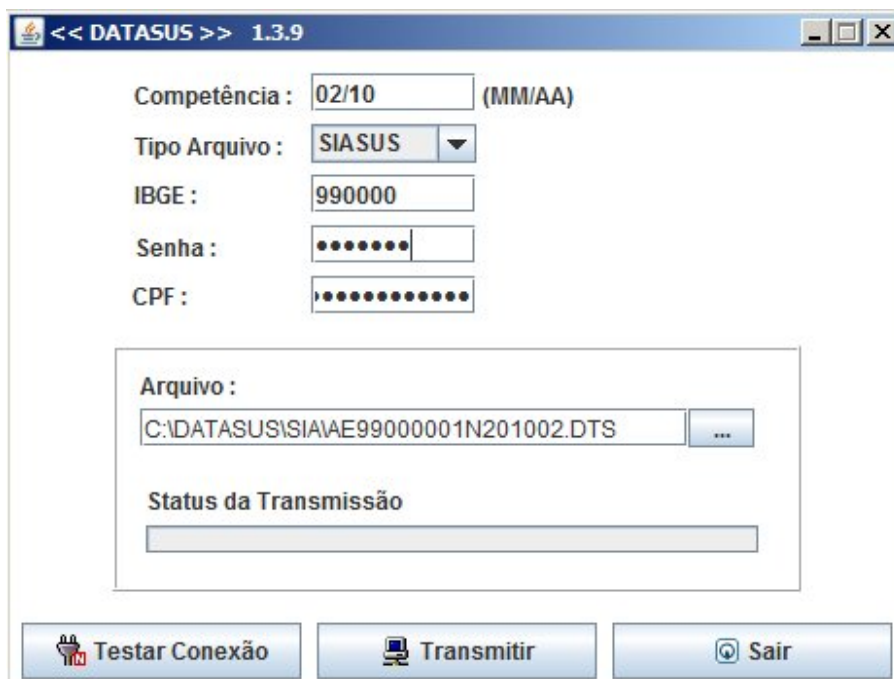 << DATASUS >> 1.3.9
Competência : 02/10 (MM/AA)
Tipo Arquivo : SIASUS
IBGE : 990000
Senha : •••••••
CPF : ••••••••••••
Arquivo :
C:\DATASUS\SIA\AE99000001N201002.DTS ...
Status da Transmissão
Testar Conexão Transmitir Sair